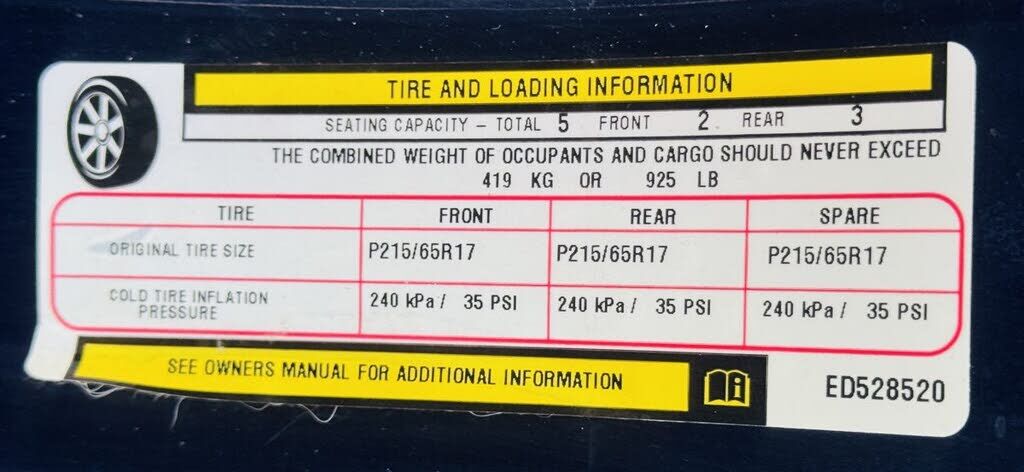 TIRE AND LOADING INFORMATION
SEATING CAPACITY – TOTAL 5 FRONT 2 REAR 3
THE COMBINED WEIGHT OF OCCUPANTS AND CARGO SHOULD NEVER EXCEED
419 KG OR 925 LB
TIRE FRONT REAR SPARE
ORIGINAL TIRE SIZE P215/65R17 P215/65R17 P215/65R17
COLD TIRE INFLATION
PRESSURE 240 kPa / 35 PSI 240 kPa / 35 PSI 240 kPa / 35 PSI
SEE OWNERS MANUAL FOR ADDITIONAL INFORMATION
ED528520